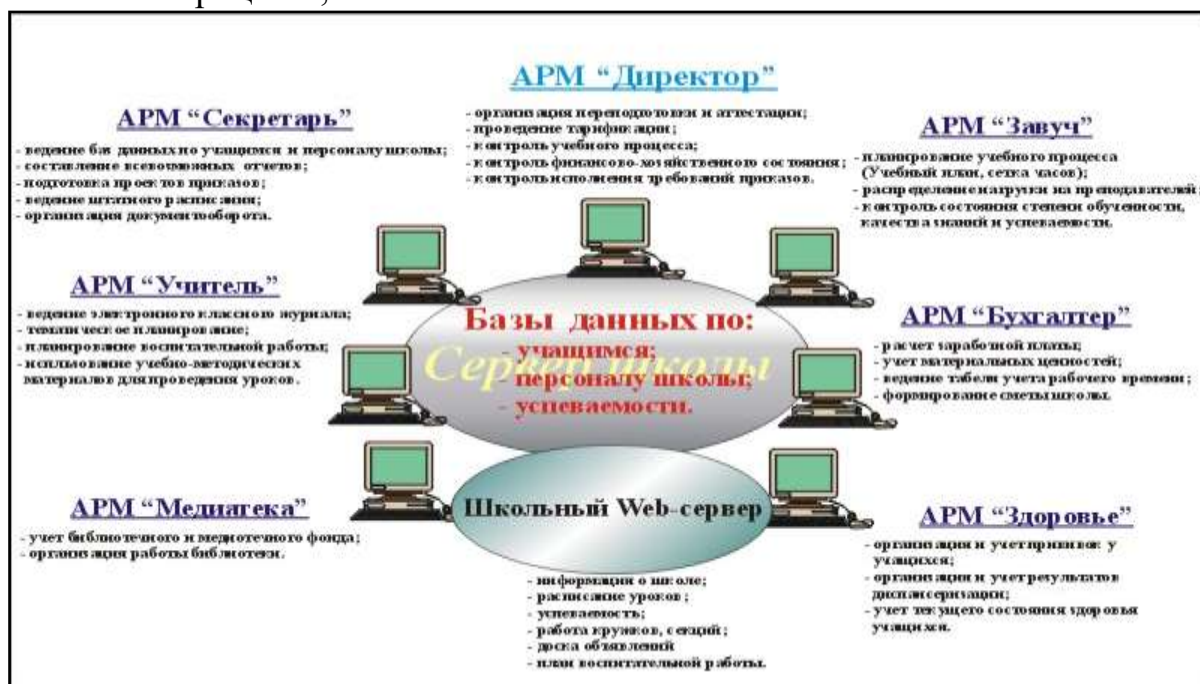 АРМ “Директор”
- организация переподготовки и аттестации;
- проведение тарификации;
- контроль учебного процесса;
- контроль финансово-хозяйственного состояния;
- контроль исполнения требований приказов.
АРМ “Секретарь”
- ведение баз данных по учащимся и персоналу школы;
- составление всевозможных отчетов;
- подготовка проектов приказов;
- ведение штатного расписания;
- организация документооборота.
АРМ “Завуч”
- планирование учебного процесса
(Учебный план, сетка часов);
- распределение нагрузки на преподавателей;
- контроль состояния степени обученности,
качества знаний и успеваемости.
АРМ “Учитель”
- ведение электронного классного журнала;
- тематическое планирование;
- планирование воспитательной работы;
- использование учебно-методических
материалов для проведения уроков.
Базы данных по:
- учащимся;
Сервер школы
- персоналу школы;
- успеваемости.
АРМ “Бухгалтер”
- расчет заработной платы;
- учет материальных ценностей;
- ведение табеля учета рабочего времени;
- формирование сметы школы.
АРМ “Медиатека”
- учет библиотечного и медиотечного фонда;
- организация работы библиотеки.
Школьный Web-сервер
- информация о школе;
- расписание уроков;
- успеваемость;
- работа кружков, секций;
- доска объявлений
- план воспитательной работы.
АРМ “Здоровье”
- организация и учет прививок у
учащихся;
- организация и учет результатов
диспансеризации;
- учет текущего состояния здоровья
учащихся.